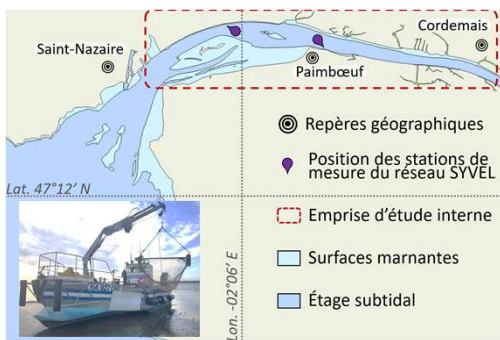 Cordemais
Saint-Nazaire
Paimbœuf
Repères géographiques
Position des stations de
mesure du réseau SYVEL
Lat. 47°12’ N
Emprise d’étude interne
Lon. -02°06’ E
Surfaces marnantes
Étage subtidal